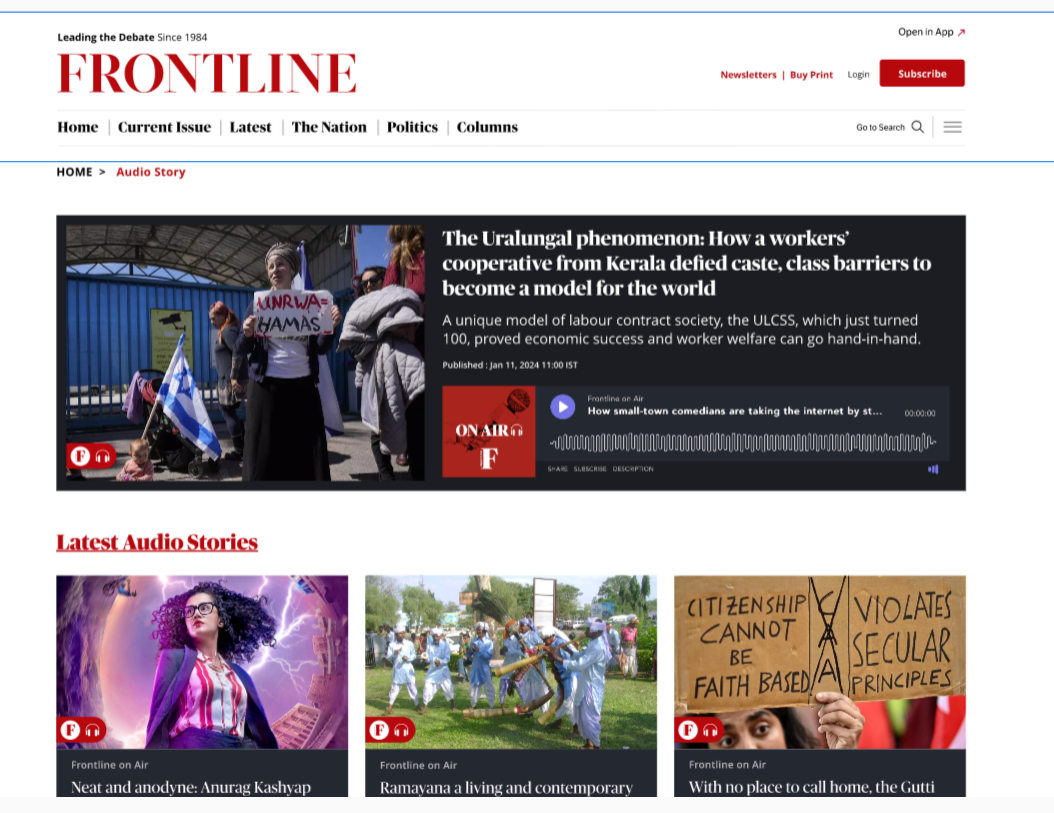 Leading the Debate Since 1984
Open in App
FRONTLINE
Newsletters | Buy Print
Login
Subscribe
Home | Current Issue | Latest | The Nation | Politics | Columns
Go to Search
HOME > Audio Story
UNRWA=
HAMAS
F
The Uralungal phenomenon: How a workers’
cooperative from Kerala defied caste, class barriers to
become a model for the world
A unique model of labour contract society, the ULCSS, which just turned
100, proved economic success and worker welfare can go hand-in-hand.
Published : Jan 11, 2024 11:00 IST
ON AIR
F
Frontline on Air
How small-town comedians are taking the internet by st...
00:00:00
SHARE SUBSCRIBE DESCRIPTION
Latest Audio Stories
F
Frontline on Air
Neat and anodyne: Anurag Kashyap
F
Frontline on Air
Ramayana a living and contemporary
CITIZENSHIP
CANNOT
BE
FAITH BASED
CAA
VIOLATES
SECULAR
PRINCIPLES
F
Frontline on Air
With no place to call home, the Gutti